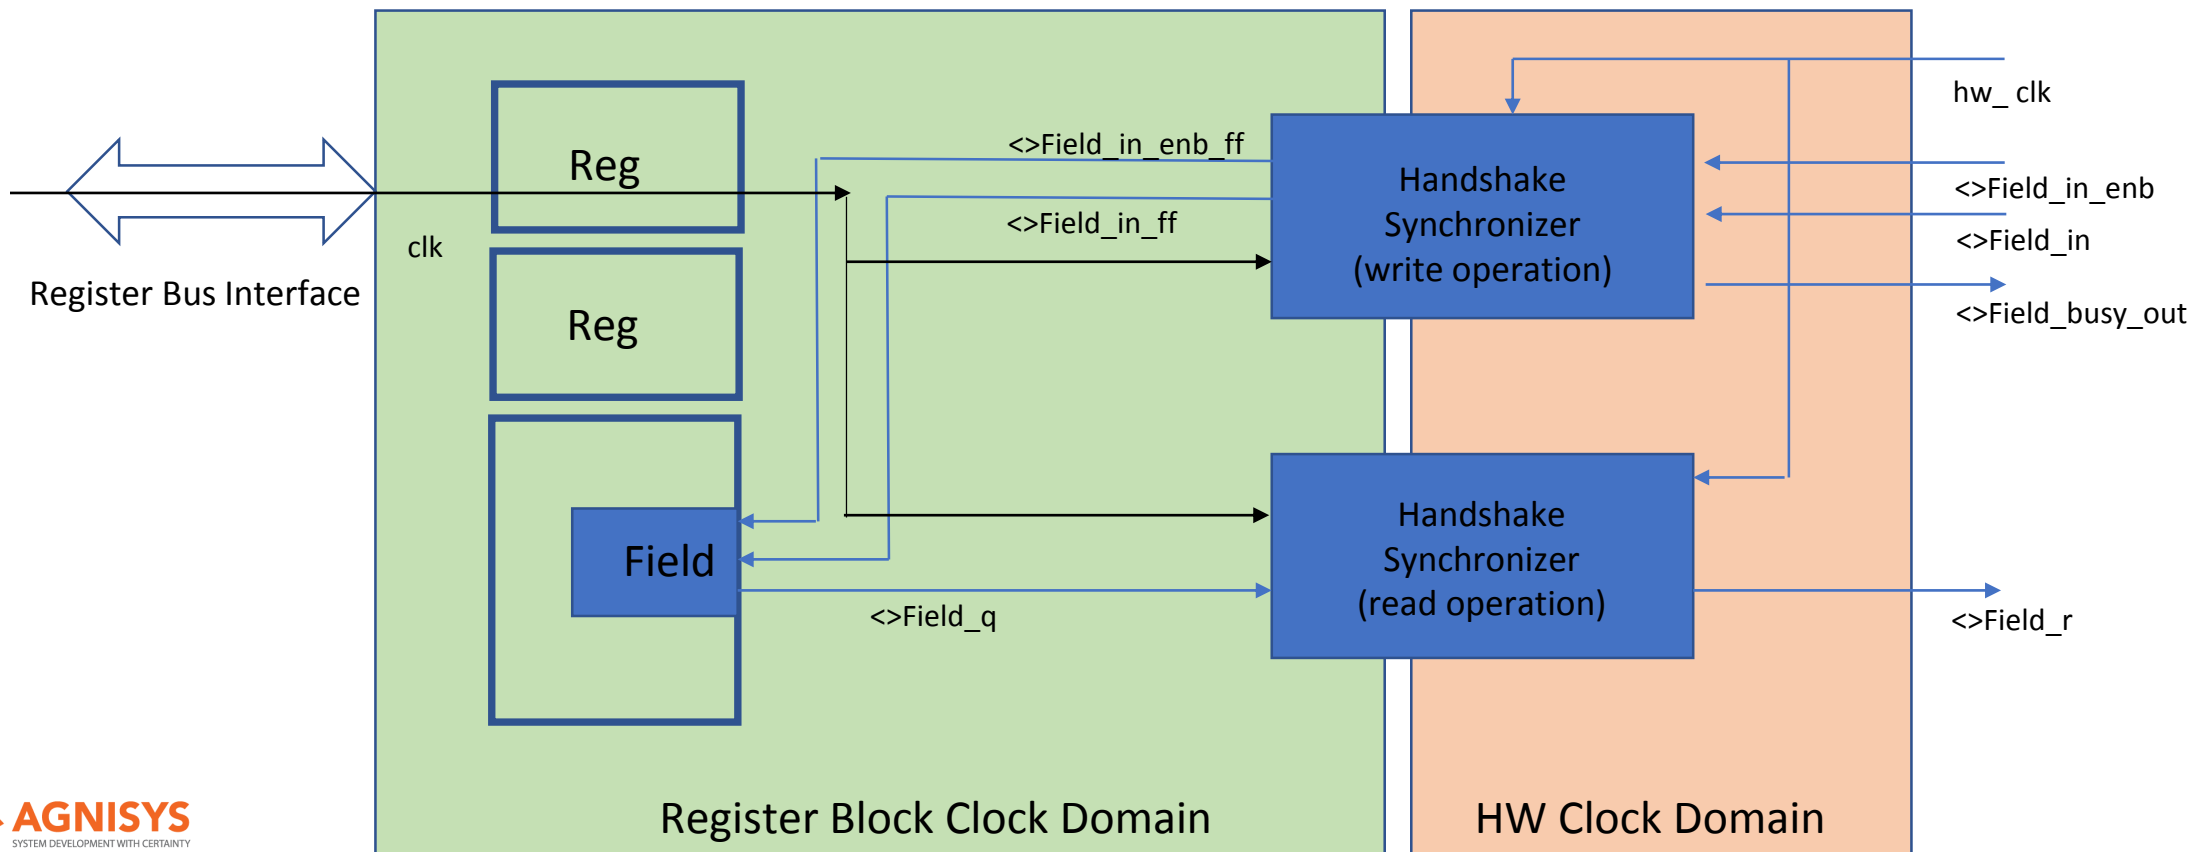 hw_ clk
Reg
<>Field_in_enb_ff
Handshake
Synchronizer
(write operation)
<>Field_in_enb
<>Field_in_ff
<>Field_in
clk
Register Bus Interface
Reg
<>Field_busy_out
Field
Handshake
Synchronizer
(read operation)
<>Field_q
<>Field_r
Register Block Clock Domain
HW Clock Domain
AGNISYS
SYSTEM DEVELOPMENT WITH CERTAINTY